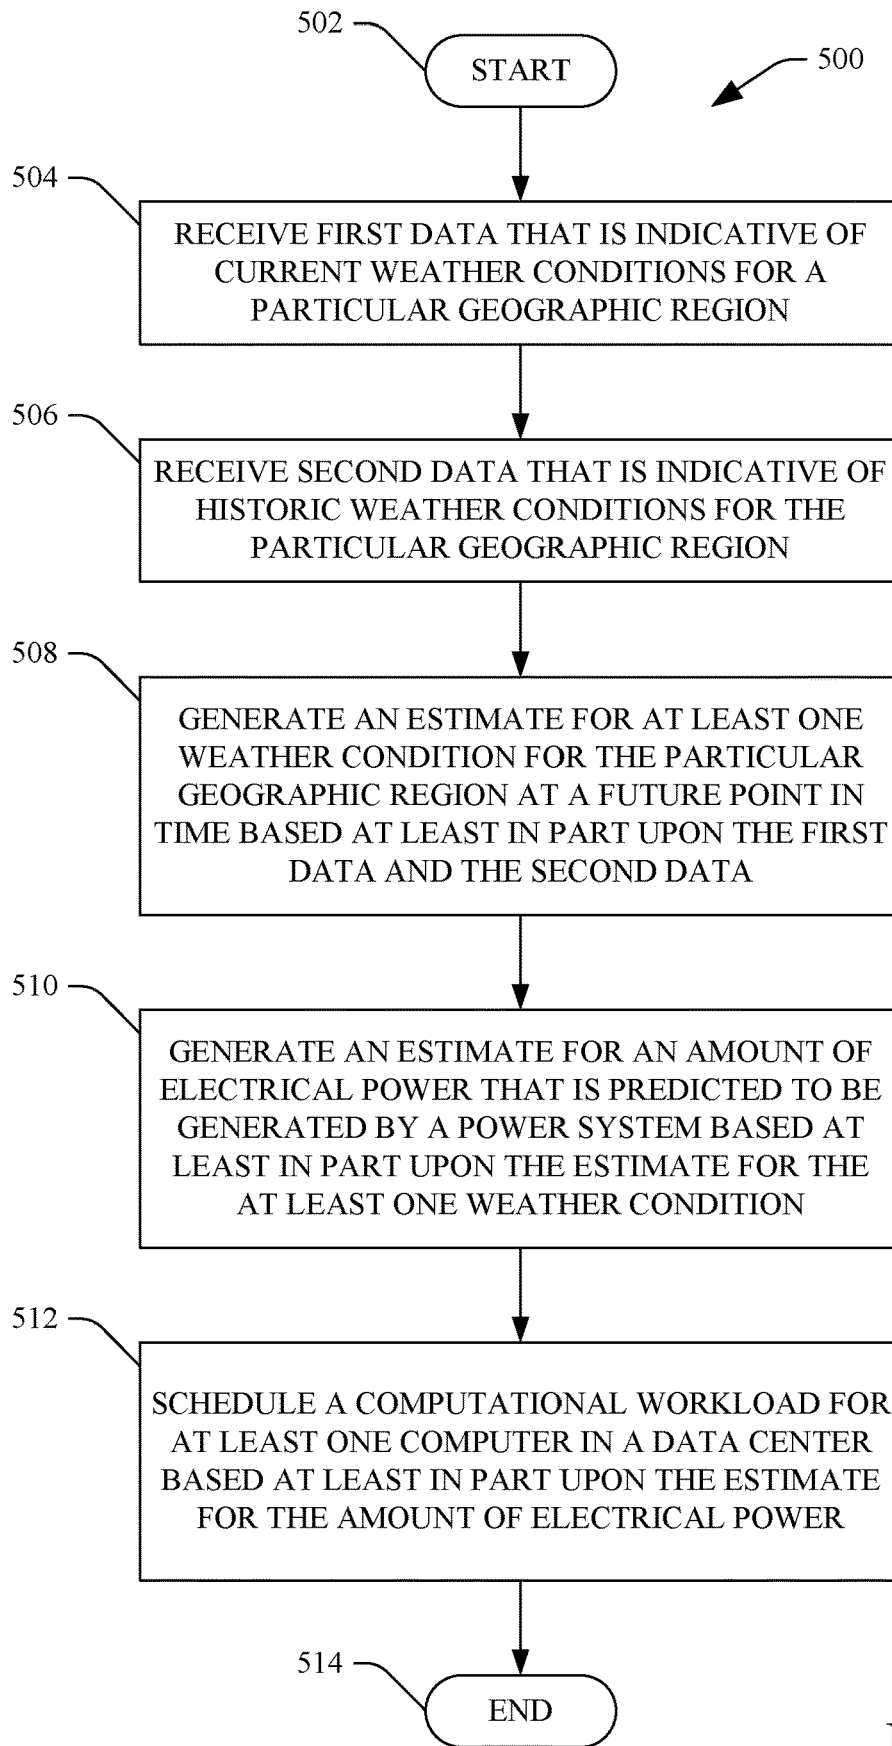 502
START
500
504
RECEIVE FIRST DATA THAT IS INDICATIVE OF
CURRENT WEATHER CONDITIONS FOR A
PARTICULAR GEOGRAPHIC REGION
506
RECEIVE SECOND DATA THAT IS INDICATIVE OF
HISTORIC WEATHER CONDITIONS FOR THE
PARTICULAR GEOGRAPHIC REGION
508
GENERATE AN ESTIMATE FOR AT LEAST ONE
WEATHER CONDITION FOR THE PARTICULAR
GEOGRAPHIC REGION AT A FUTURE POINT IN
TIME BASED AT LEAST IN PART UPON THE FIRST
DATA AND THE SECOND DATA
510
GENERATE AN ESTIMATE FOR AN AMOUNT OF
ELECTRICAL POWER THAT IS PREDICTED TO BE
GENERATED BY A POWER SYSTEM BASED AT
LEAST IN PART UPON THE ESTIMATE FOR THE
AT LEAST ONE WEATHER CONDITION
512
SCHEDULE A COMPUTATIONAL WORKLOAD FOR
AT LEAST ONE COMPUTER IN A DATA CENTER
BASED AT LEAST IN PART UPON THE ESTIMATE
FOR THE AMOUNT OF ELECTRICAL POWER
514
END